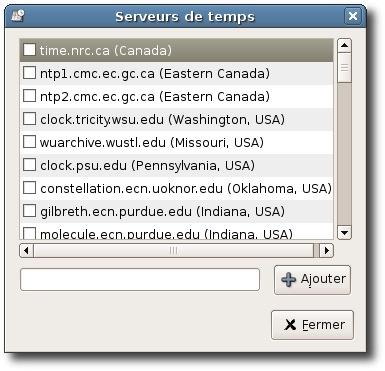 Serveurs de temps
time.nrc.ca (Canada)
ntp1.cmc.ec.gc.ca (Eastern Canada)
ntp2.cmc.ec.gc.ca (Eastern Canada)
clock.tricity.wsu.edu (Washington, USA)
wuarchive.wustl.edu (Missouri, USA)
clock.psu.edu (Pennsylvania, USA)
constellation.ecn.uoknor.edu (Oklahoma, USA)
gilbreth.ecn.purdue.edu (Indiana, USA)
molecule.ecn.purdue.edu (Indiana, USA)
Ajouter
Fermer